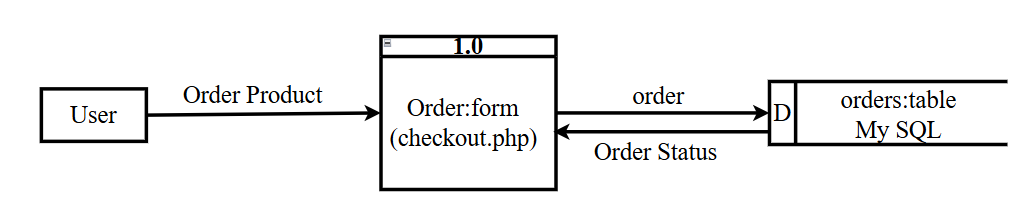 1.0
User
Order Product
Order:form
(checkout.php)
order
Order Status
D
orders:table
My SQL